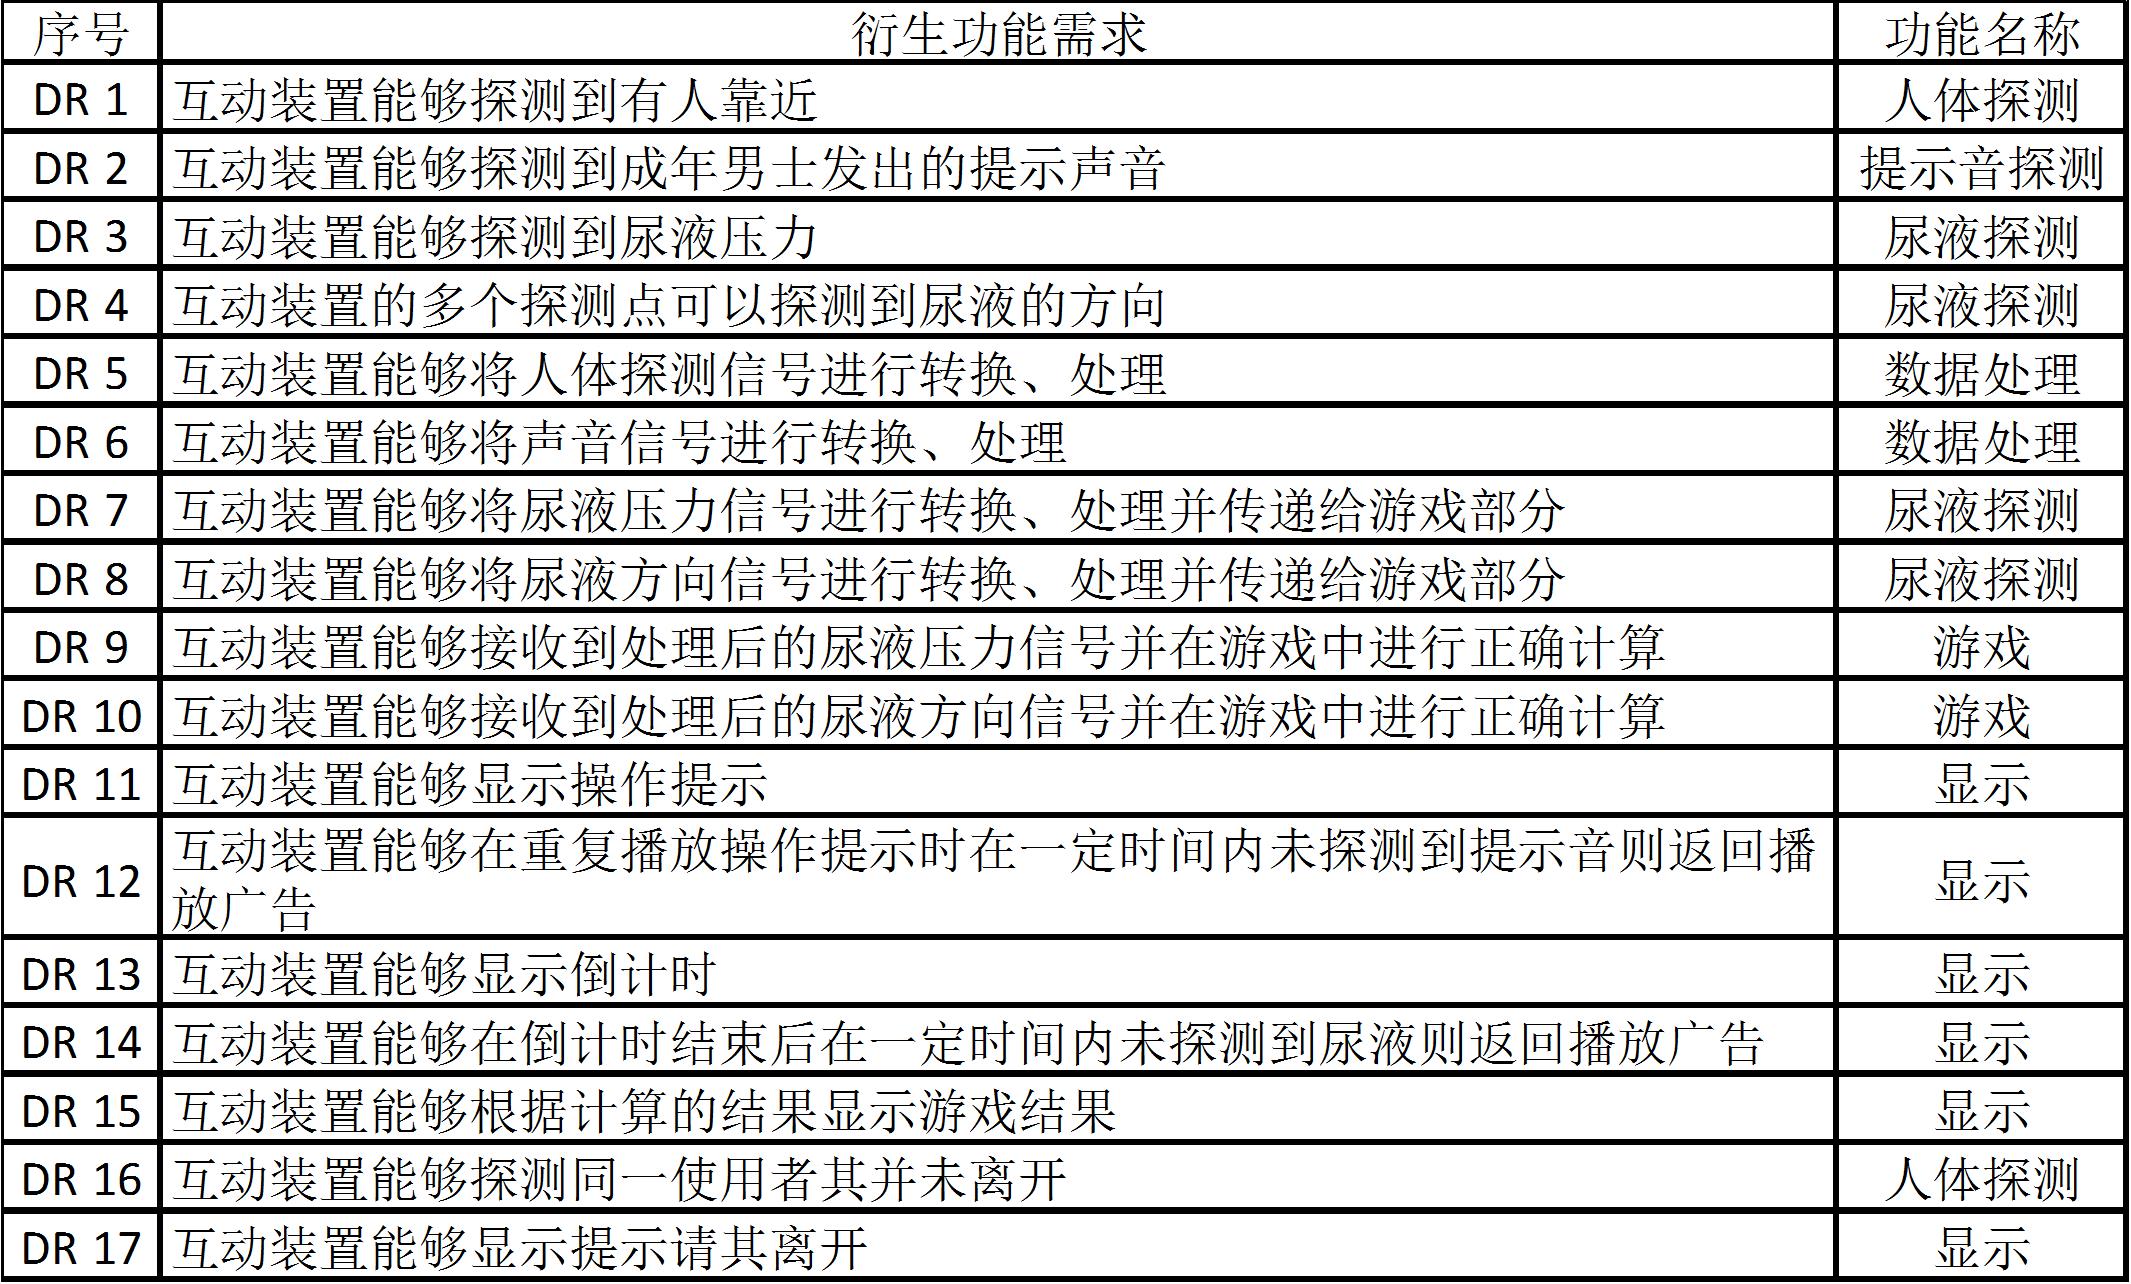 序号 衍生功能需求 功能名称
DR 1 互动装置能够探测到有人靠近 人体探测
DR 2 互动装置能够探测到成年男士发出的提示声音 提示音探测
DR 3 互动装置能够探测到尿液压力 尿液探测
DR 4 互动装置的多个探测点可以探测到尿液的方向 尿液探测
DR 5 互动装置能够将人体探测信号进行转换、处理 数据处理
DR 6 互动装置能够将声音信号进行转换、处理 数据处理
DR 7 互动装置能够将尿液压力信号进行转换、处理并传递给游戏部分 尿液探测
DR 8 互动装置能够将尿液方向信号进行转换、处理并传递给游戏部分 尿液探测
DR 9 互动装置能够接收到处理后的尿液压力信号并在游戏中进行正确计算 游戏
DR 10 互动装置能够接收到处理后的尿液方向信号并在游戏中进行正确计算 游戏
DR 11 互动装置能够显示操作提示 显示
DR 12 互动装置能够在重复播放操作提示时在一定时间内未探测到提示音则返回播
放广告 显示
DR 13 互动装置能够显示倒计时 显示
DR 14 互动装置能够在倒计时结束后在一定时间内未探测到尿液则返回播放广告 显示
DR 15 互动装置能够根据计算的结果显示游戏结果 显示
DR 16 互动装置能够探测同一使用者其并未离开 人体探测
DR 17 互动装置能够显示提示请其离开 显示